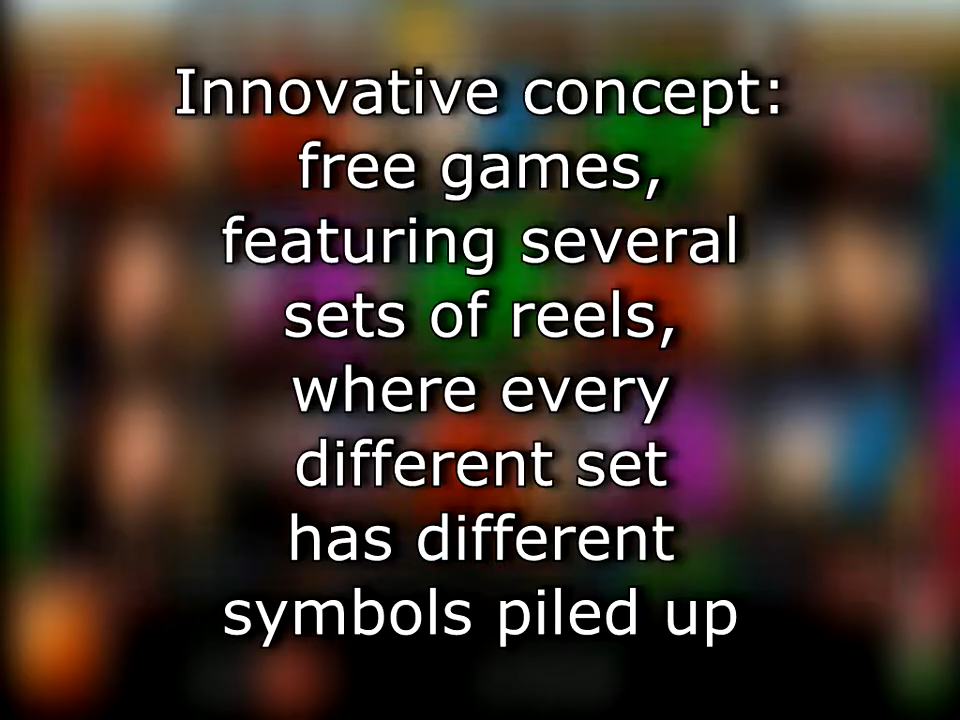 Innovative concept:
free games,
featuring several
sets of reels,
where every
different set
has different
symbols piled up